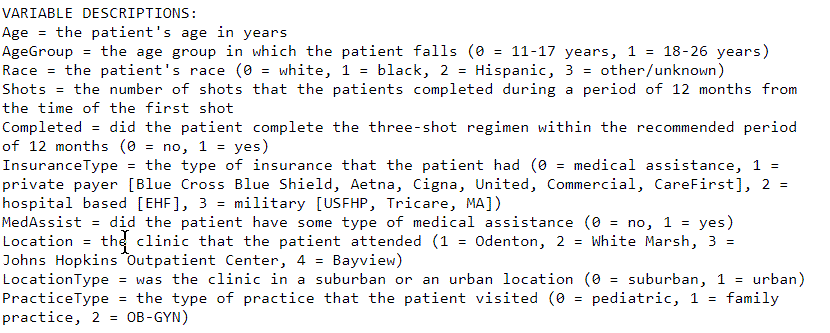 VARIABLE DESCRIPTIONS:
Age = the patient's age in years
AgeGroup = the age group in which the patient falls (0 = 11-17 years, 1 = 18-26 years)
Race = the patient's race (0 = white, 1 = black, 2 = Hispanic, 3 = other/unknown)
Shots = the number of shots that the patients completed during a period of 12 months from
the time of the first shot
Completed = did the patient complete the three-shot regimen within the recommended period
of 12 months (0 = no, 1 = yes)
InsuranceType = the type of insurance that the patient had (0 = medical assistance, 1 =
private payer [Blue Cross Blue Shield, Aetna, Cigna, United, Commercial, CareFirst], 2 =
hospital based [EHF], 3 = military [USFHP, Tricare, MA])
MedAssist = did the patient have some type of medical assistance (0 = no, 1 = yes)
Location = the clinic that the patient attended (1 = Odenton, 2 = White Marsh, 3 =
Johns Hopkins Outpatient Center, 4 = Bayview)
LocationType = was the clinic in a suburban or an urban location (0 = suburban, 1 = urban)
PracticeType = the type of practice that the patient visited (0 = pediatric, 1 = family
practice, 2 = OB-GYN)